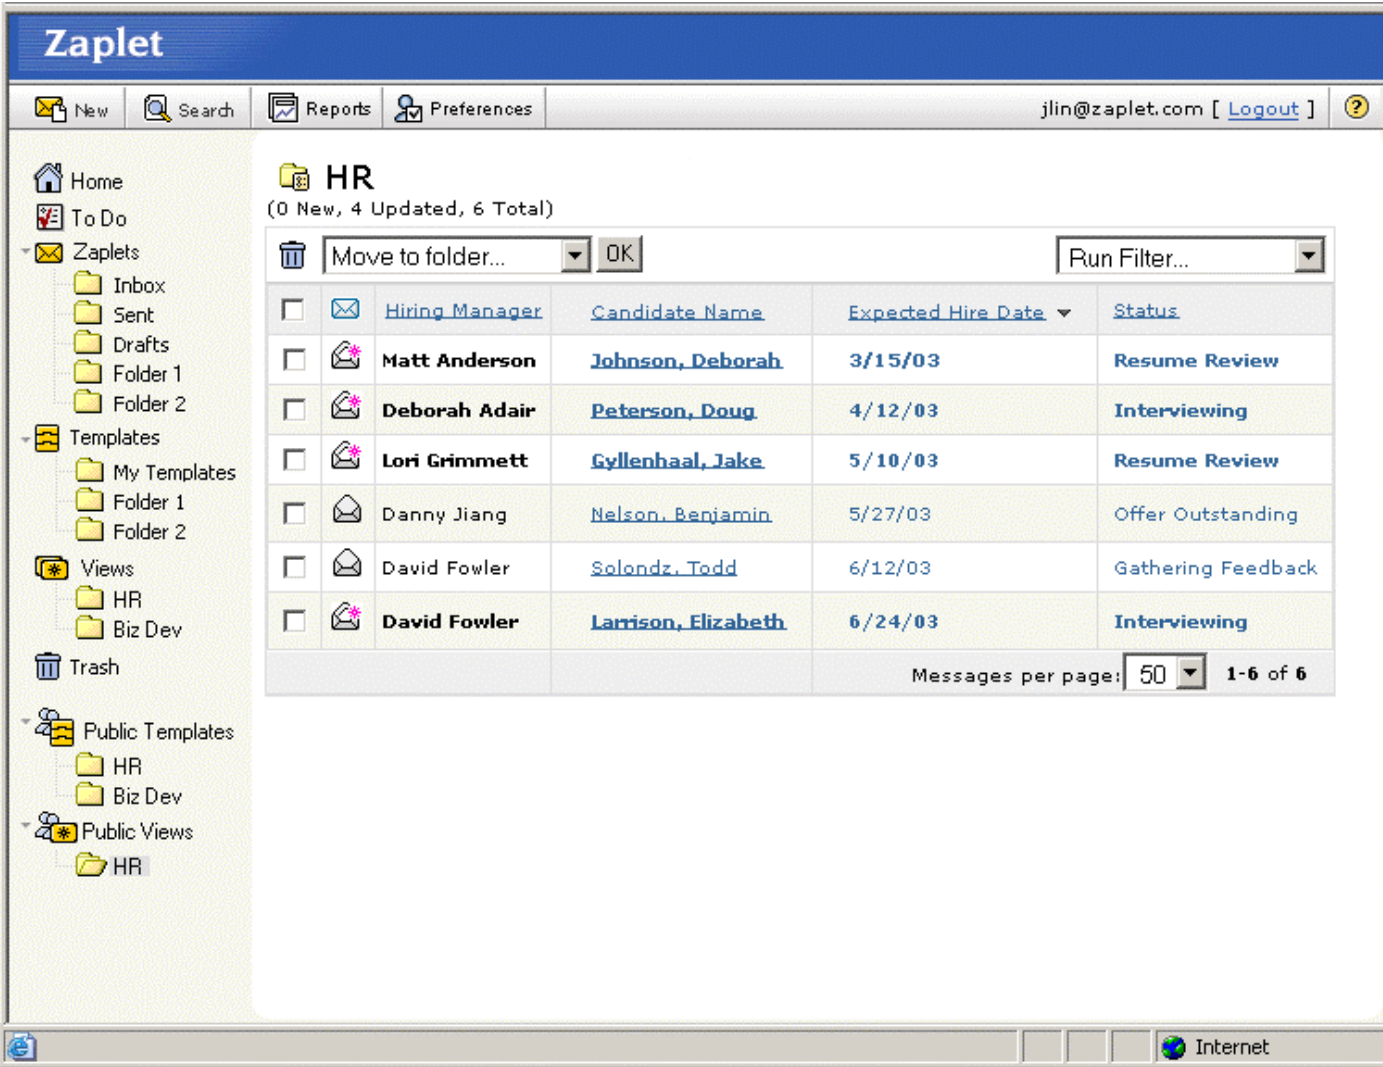 Zaplet
New Search Reports Preferences jlin@zaplet.com [ Logout ] ?
Home
To Do
Zaplets
Inbox
Sent
Drafts
Folder 1
Folder 2
Templates
My Templates
Folder 1
Folder 2
Views
HR
Biz Dev
Trash
Public Templates
HR
Biz Dev
Public Views
HR
HR
(0 New, 4 Updated, 6 Total)
Move to folder... OK Run Filter...
Hiring Manager Candidate Name Expected Hire Date Status
Matt Anderson Johnson, Deborah 3/15/03 Resume Review
Deborah Adair Peterson, Doug 4/12/03 Interviewing
Lori Grimmett Gyllenhaal, Jake 5/10/03 Resume Review
Danny Jiang Nelson, Benjamin 5/27/03 Offer Outstanding
David Fowler Solondz, Todd 6/12/03 Gathering Feedback
David Fowler Larrison, Elizabeth 6/24/03 Interviewing
Messages per page: 50 1-6 of 6
Internet